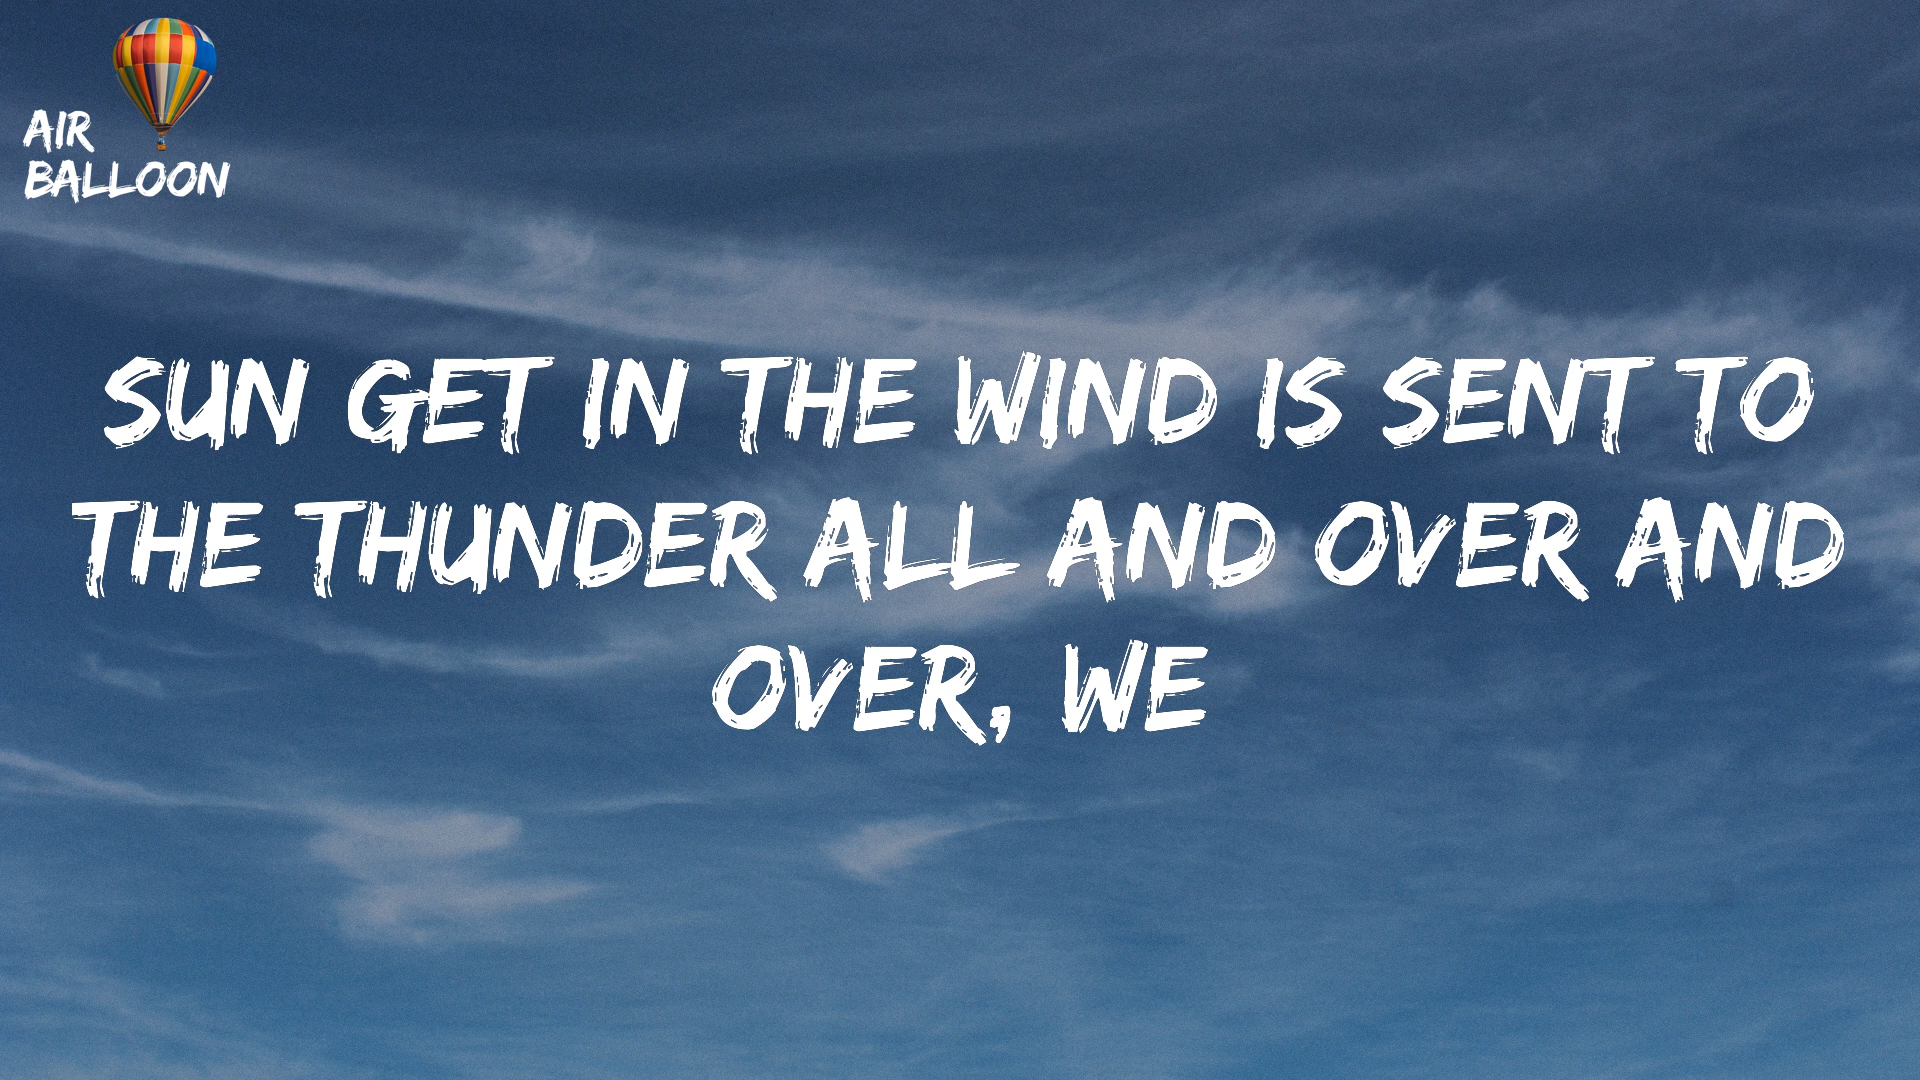 AIR
BALLOON
SUN GET IN THE WIND IS SENT TO
THE THUNDER ALL AND OVER AND
OVER, WE